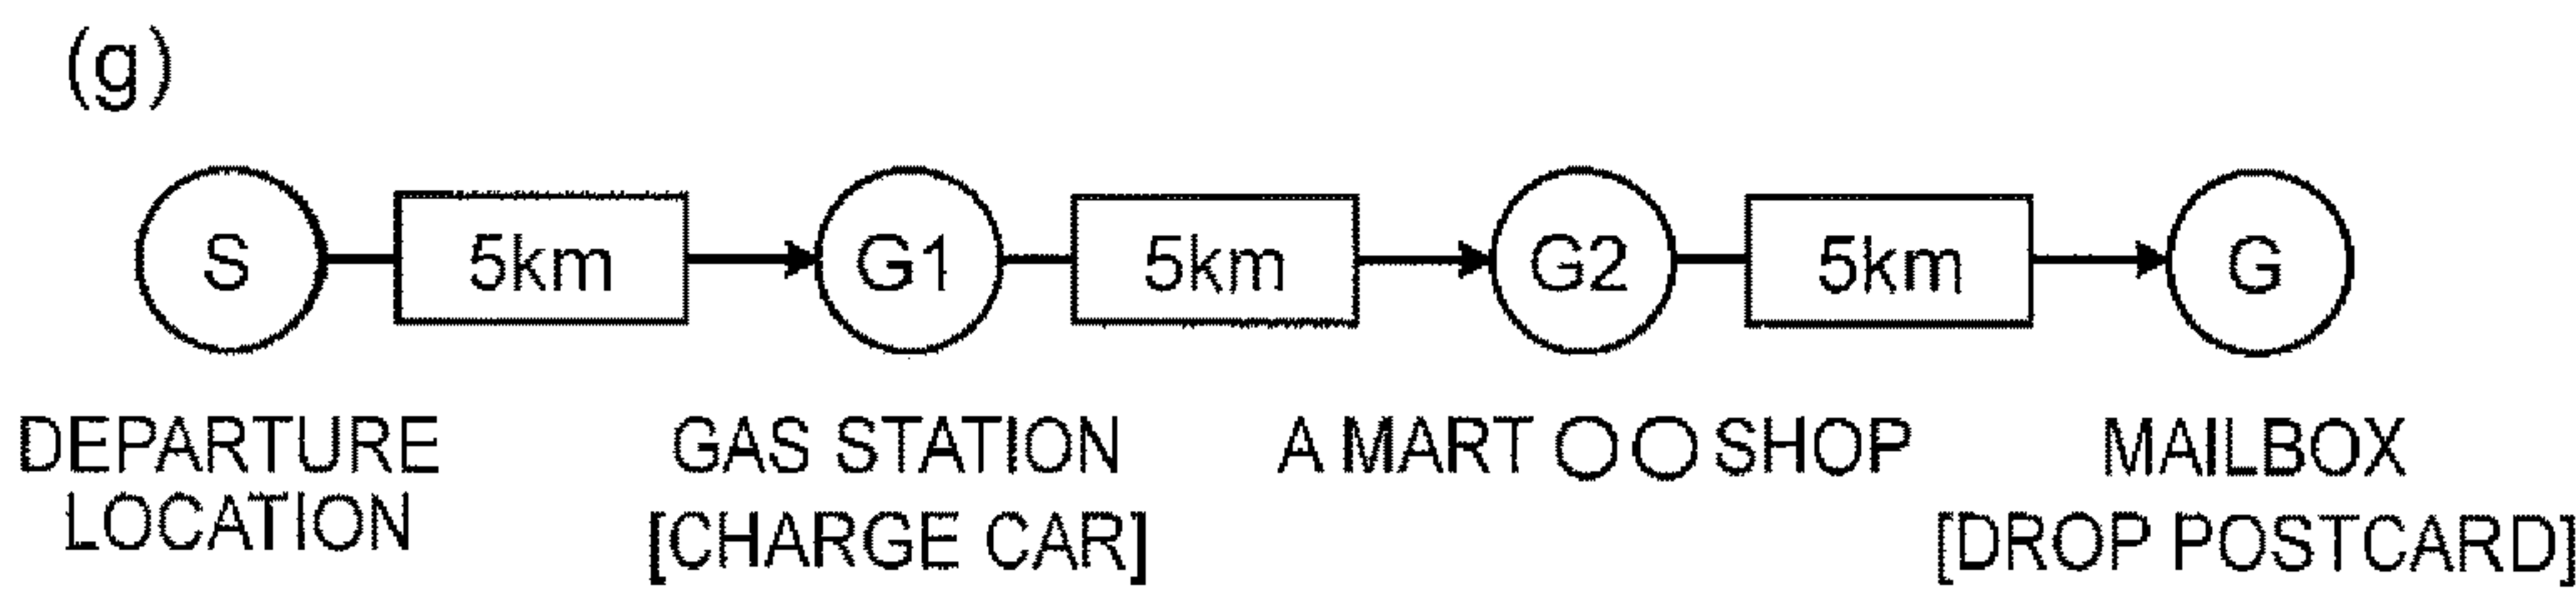 (g)
S 5km G1 5km G2 5km G
DEPARTURE LOCATION
GAS STATION
[CHARGE CAR]
A MART ○○ SHOP
MAILBOX
[DROP POSTCARD]